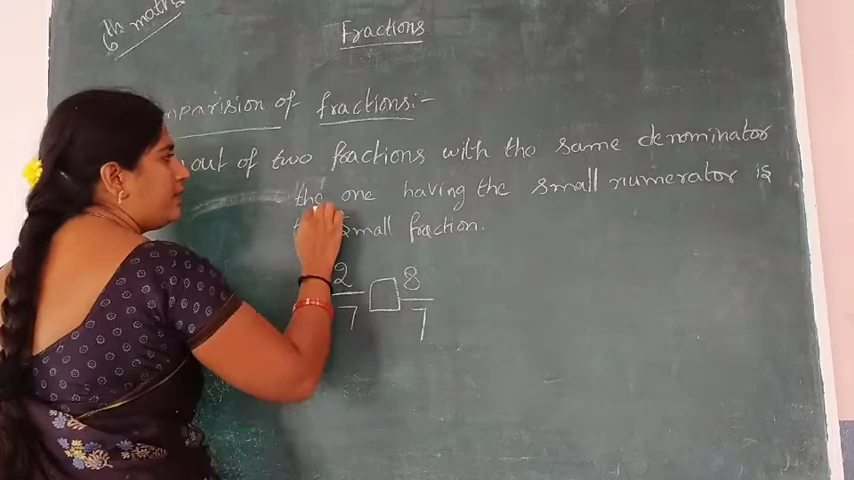 6th maths
Fractions
mparision of fractions:-
out of two fractions with the same denominator
the one having the small numerator is
small fraction.
2/7 □ 8/7